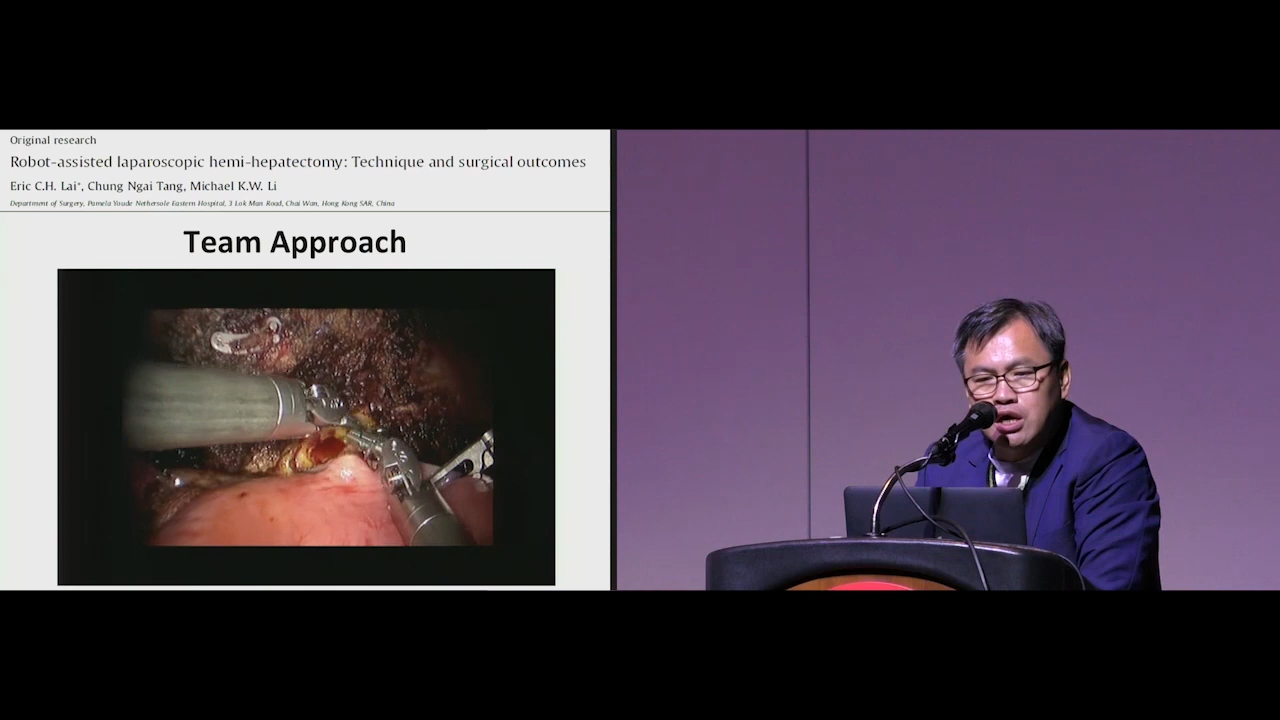 Original research
Robot-assisted laparoscopic hemi-hepatectomy: Technique and surgical outcomes
Eric C.H. Lai*, Chung Ngai Tang, Michael K.W. Li
Department of Surgery, Pamela Youde Nethersole Eastern Hospital, 3 Lok Man Road, Chai Wan, Hong Kong SAR, China
Team Approach